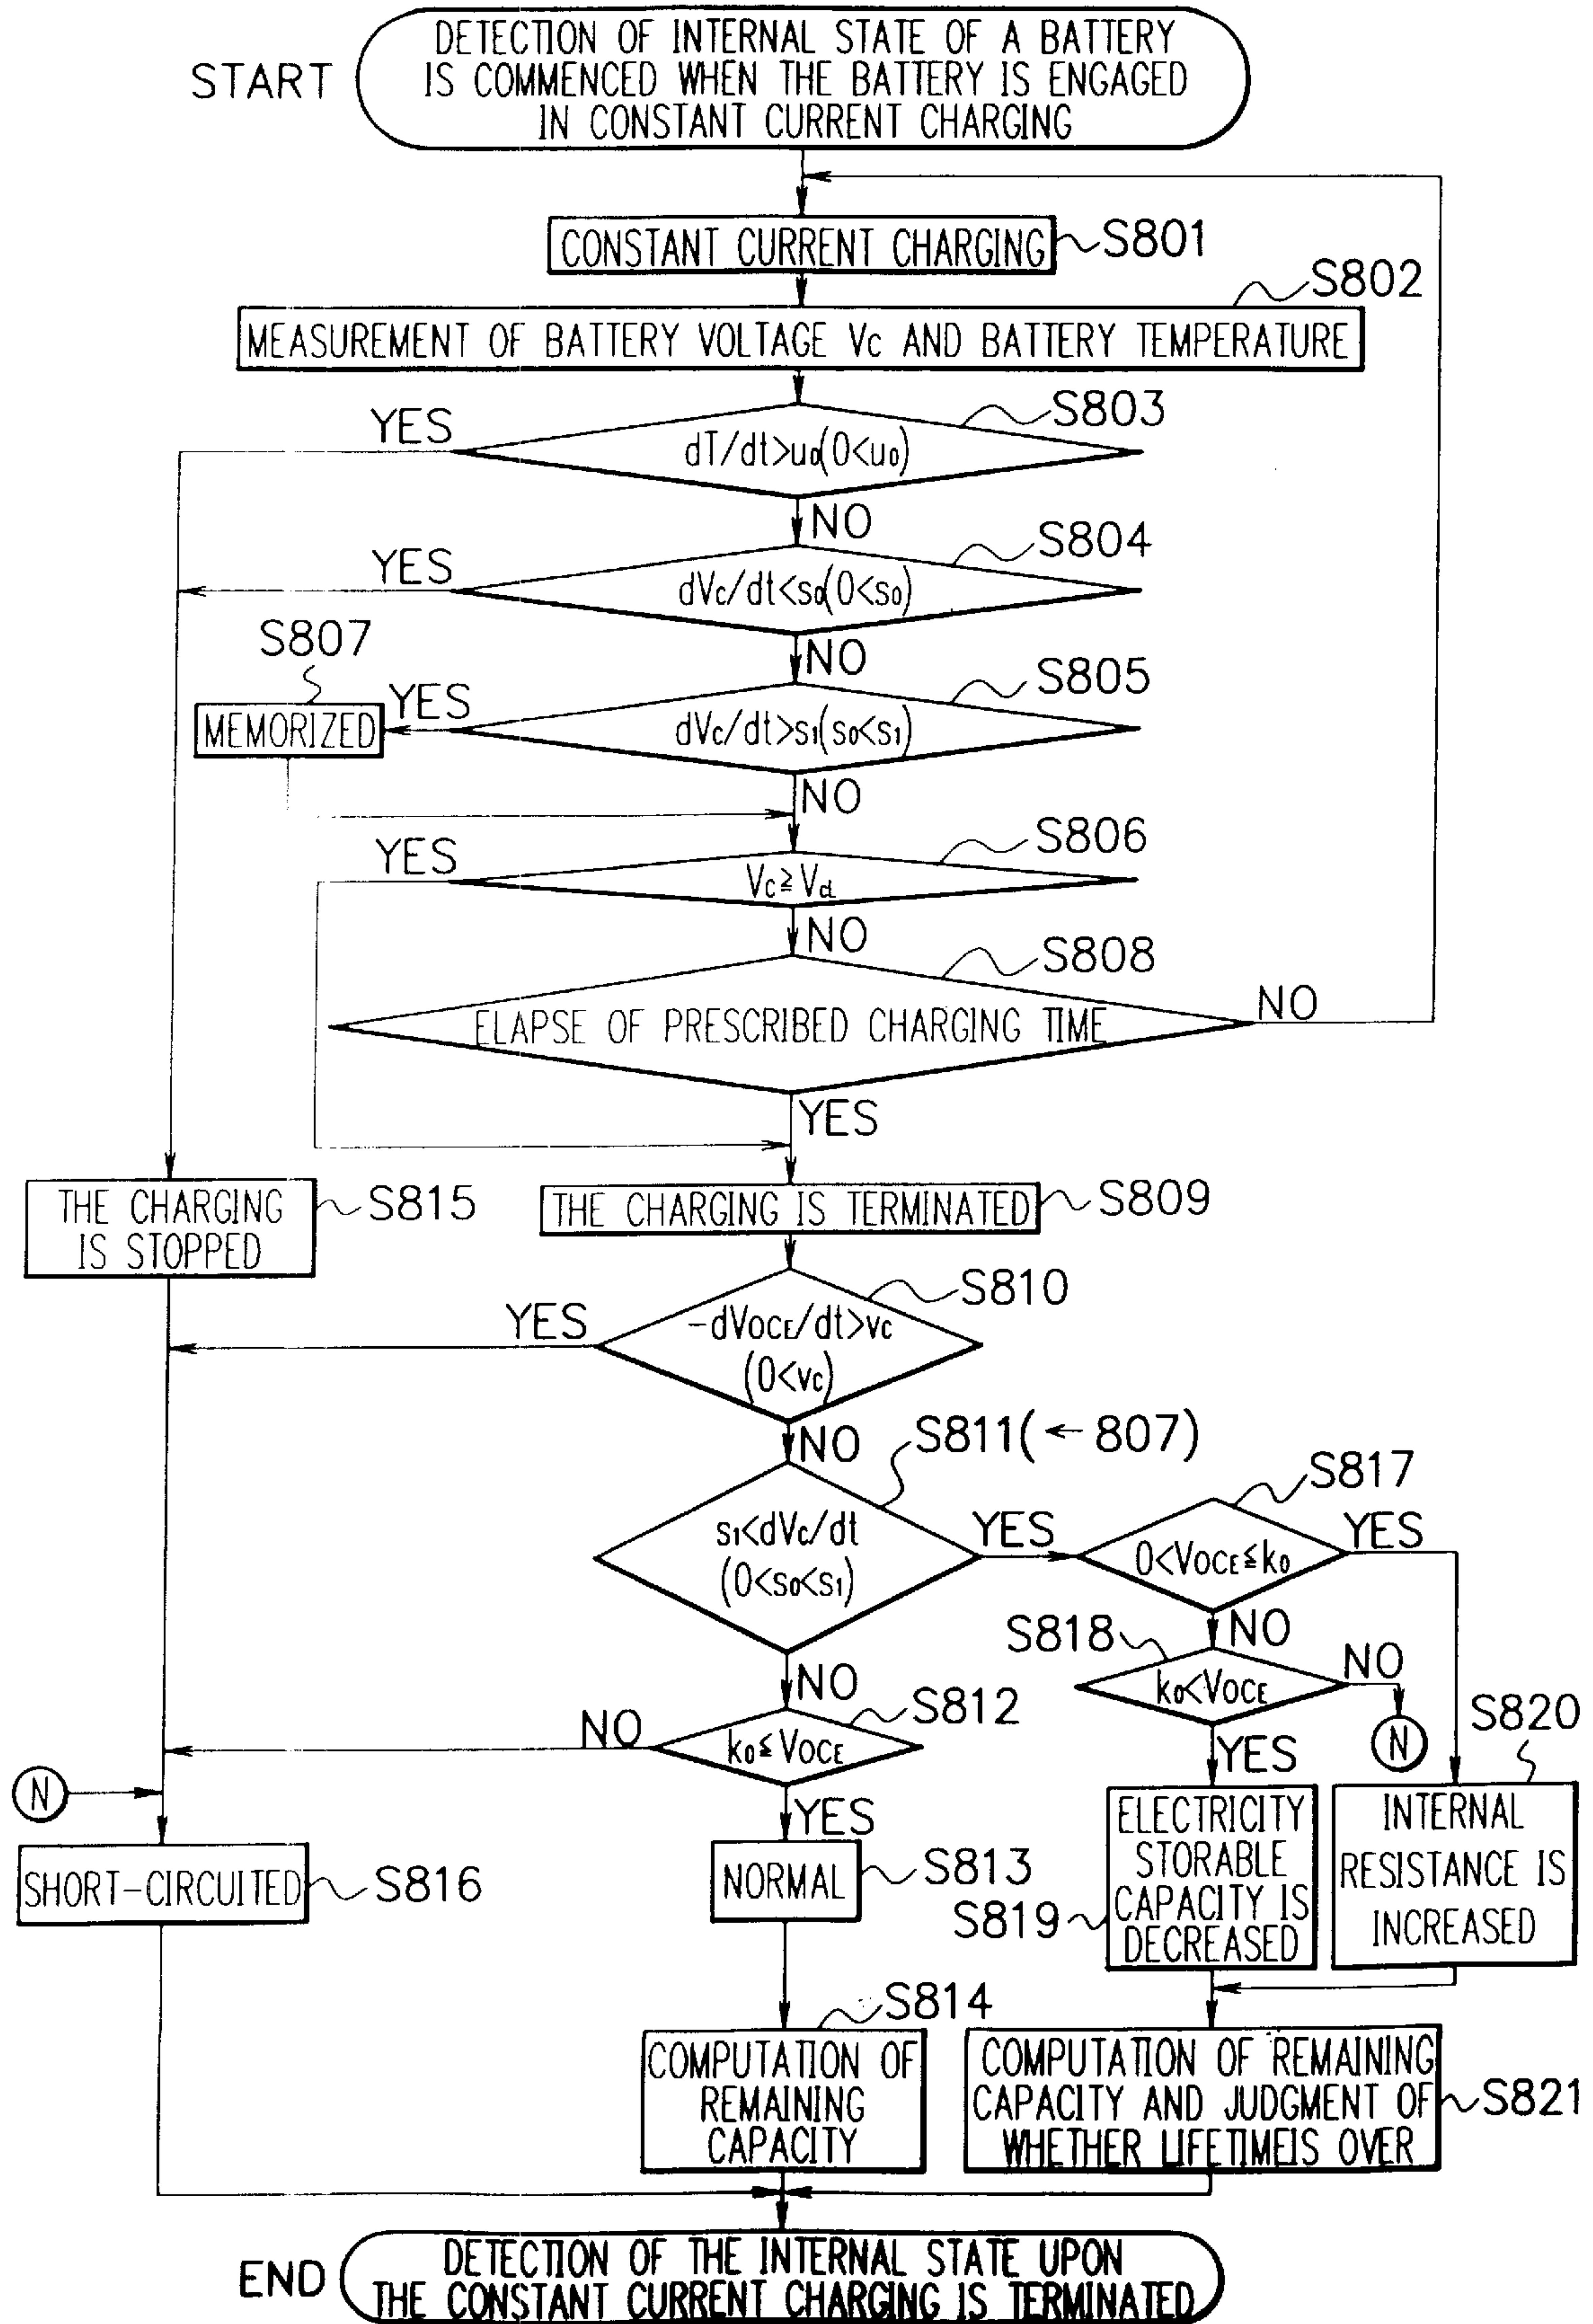 START
DETECTION OF INTERNAL STATE OF A BATTERY
IS COMMENCED WHEN THE BATTERY IS ENGAGED
IN CONSTANT CURRENT CHARGING
CONSTANT CURRENT CHARGING
S801
S802
MEASUREMENT OF BATTERY VOLTAGE Vc AND BATTERY TEMPERATURE
S803
YES
dT/dt>u₀(0<u₀)
NO
S804
YES
dVc/dt<s₀(0<s₀)
NO
S807
S805
MEMORIZED
YES
dVc/dt>s₁(s₀<s₁)
NO
S806
YES
Vc≧Vcl
NO
S808
ELAPSE OF PRESCRIBED CHARGING TIME
NO
YES
THE CHARGING
IS STOPPED
S815
THE CHARGING IS TERMINATED
S809
S810
YES
-dVOCE/dt>vc
(0<vc)
NO
S811(←807)
S817
s₁<dVc/dt
(0<s₀<s₁)
YES
0<VOCE≦k₀
YES
NO
S818
NO
k₀<VOCE
NO
N
S820
S812
NO
k₀≦VOCE
YES
YES
N
SHORT-CIRCUITED
S816
NORMAL
S813
ELECTRICITY
STORABLE
CAPACITY IS
DECREASED
S819
INTERNAL
RESISTANCE IS
INCREASED
S814
COMPUTATION OF
REMAINING
CAPACITY
COMPUTATION OF REMAINING
CAPACITY AND JUDGMENT OF
WHETHER LIFETIMEIS OVER
S821
END
DETECTION OF THE INTERNAL STATE UPON
THE CONSTANT CURRENT CHARGING IS TERMINATED